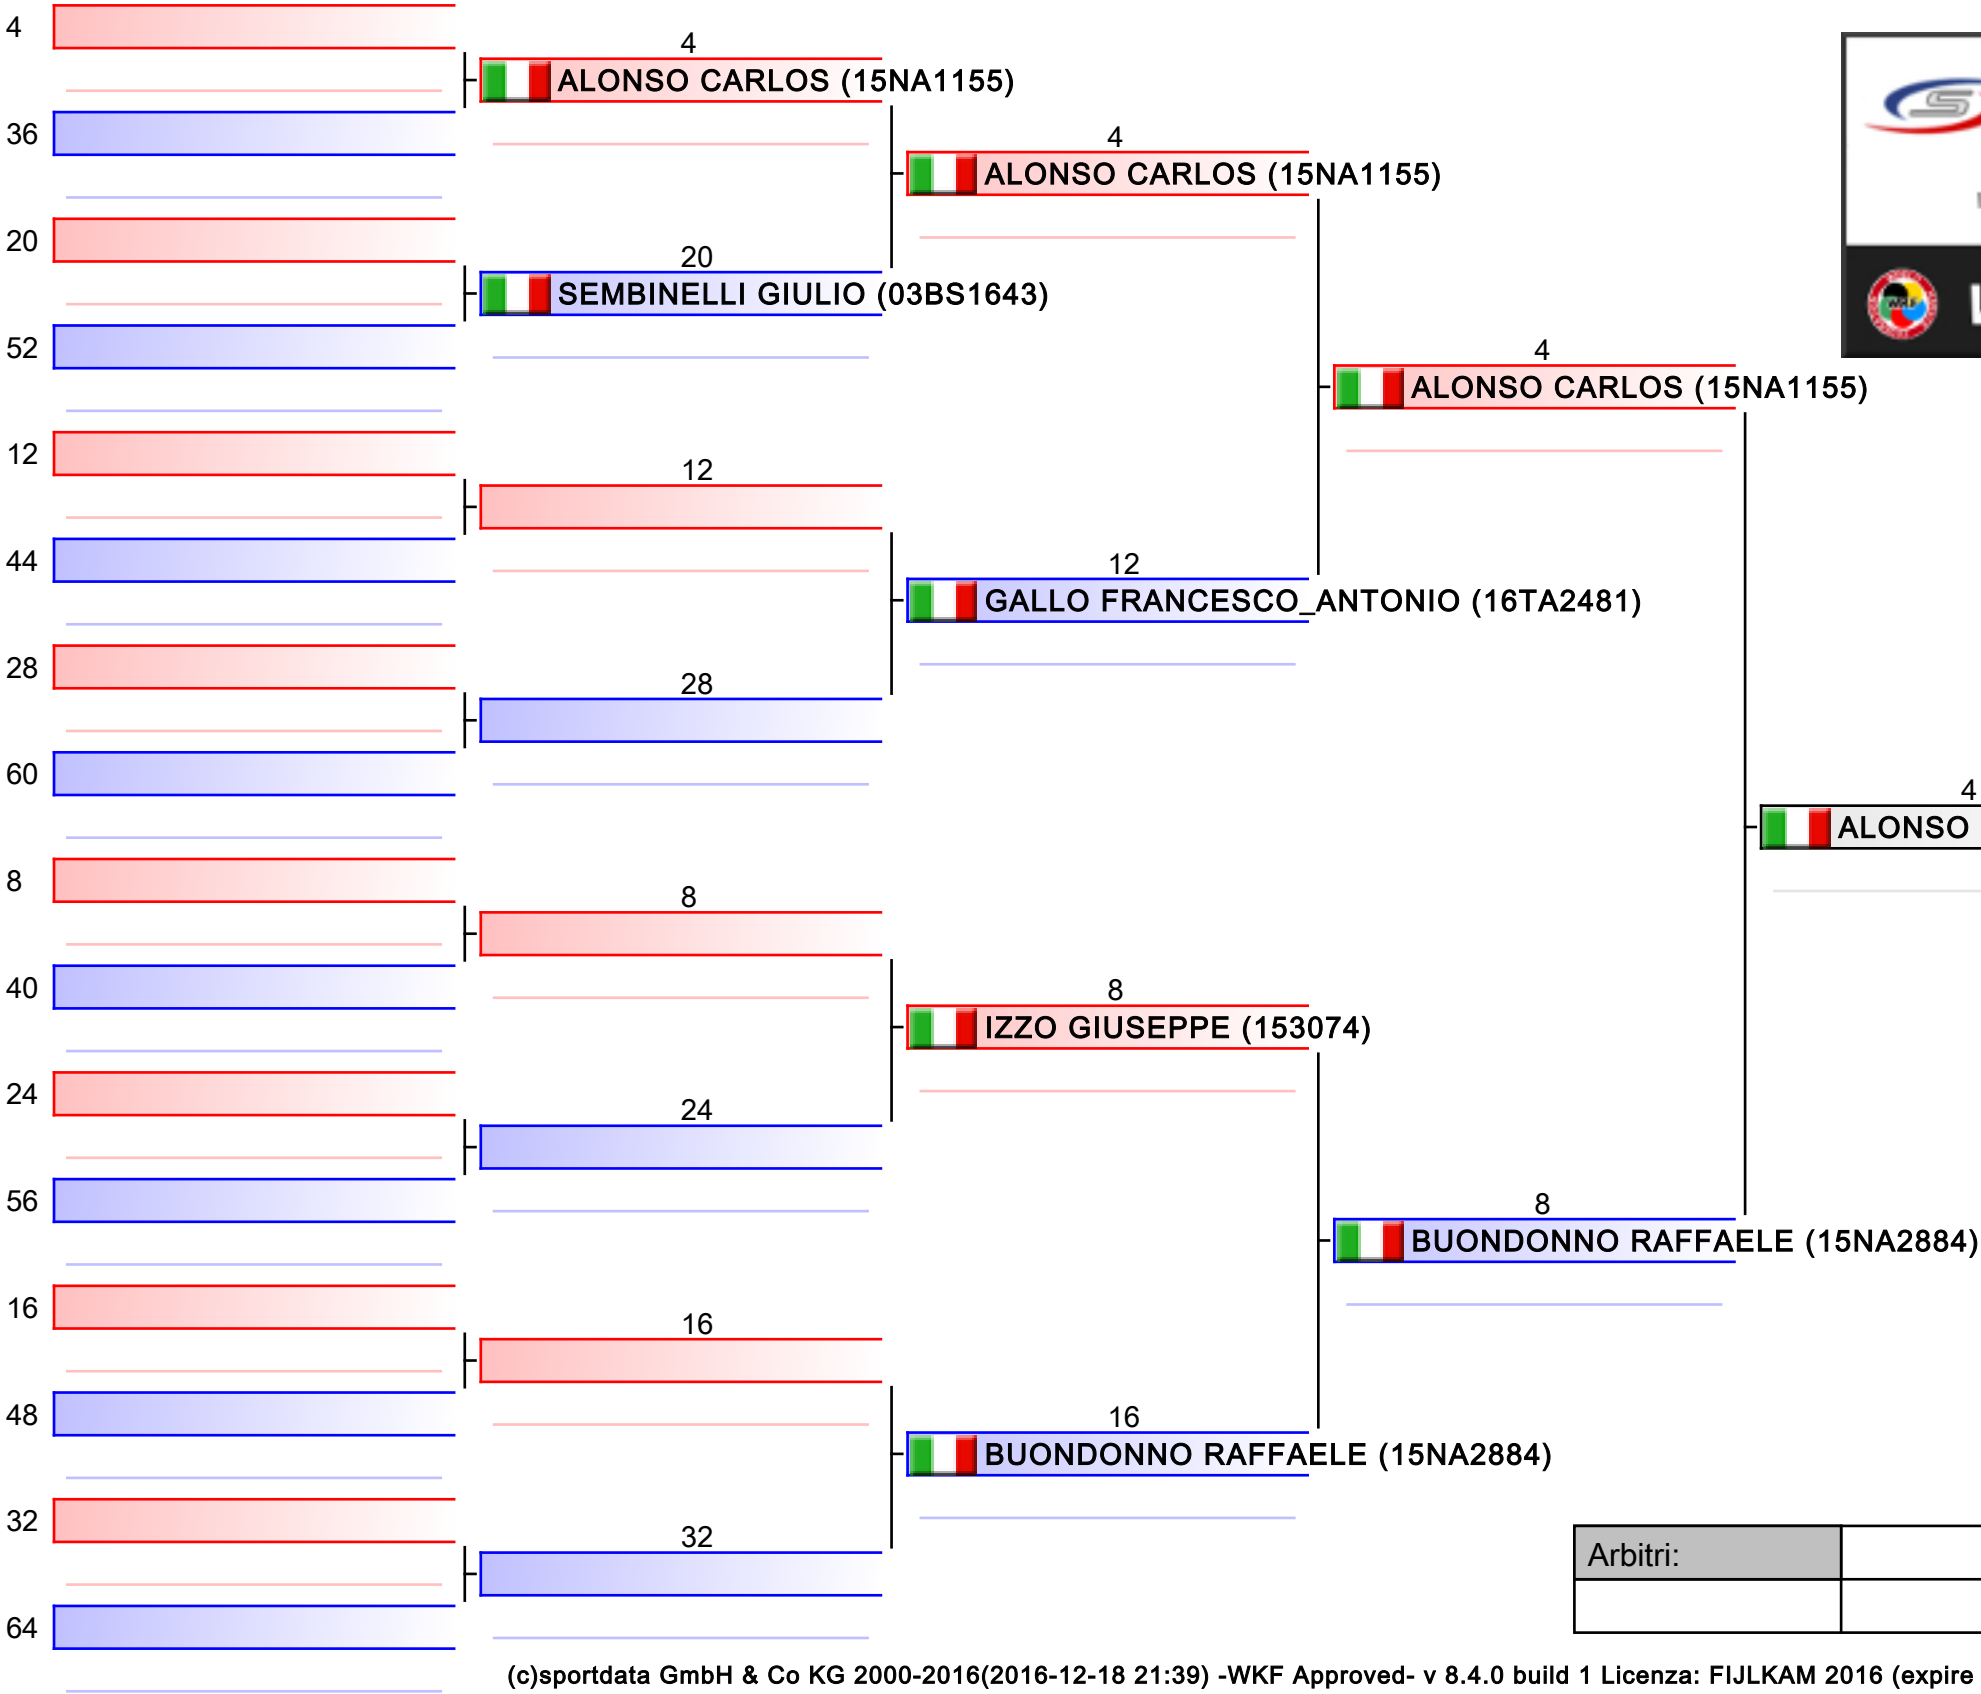 4
4
ALONSO CARLOS (15NA1155)
36
4
ALONSO CARLOS (15NA1155)
20
20
SEMBINELLI GIULIO (03BS1643)
52
4
ALONSO CARLOS (15NA1155)
12
12
44
12
GALLO FRANCESCO_ANTONIO (16TA2481)
28
28
60
4
ALONSO
8
8
40
8
IZZO GIUSEPPE (153074)
24
24
56
8
BUONDONNO RAFFAELE (15NA2884)
16
16
48
16
BUONDONNO RAFFAELE (15NA2884)
32
32
Arbitri:
64
(c)sportdata GmbH & Co KG 2000-2016(2016-12-18 21:39) -WKF Approved- v 8.4.0 build 1 Licenza: FIJLKAM 2016 (expire